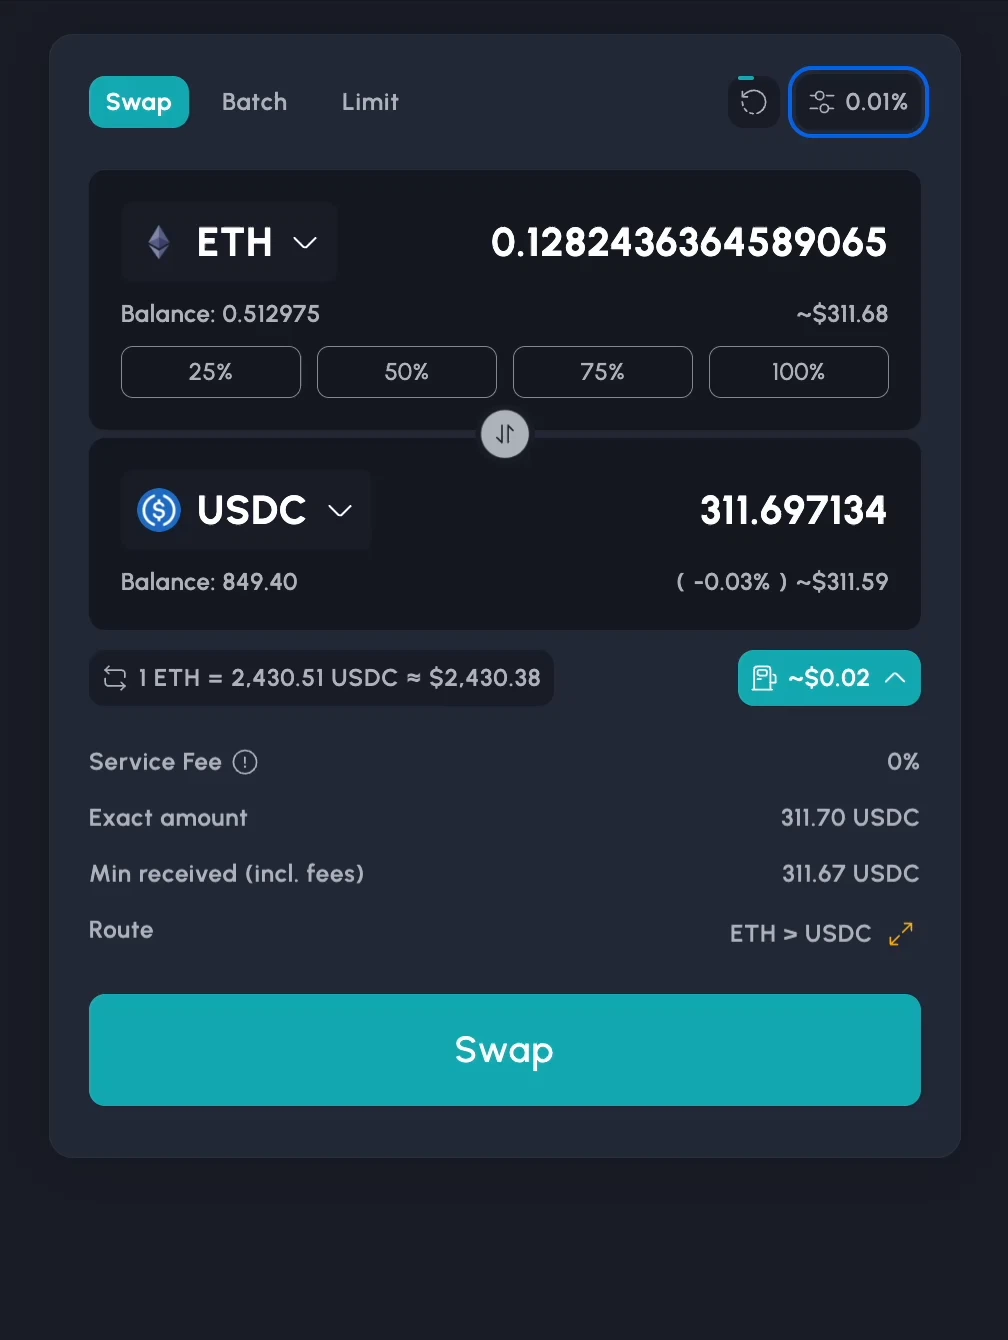 Swap Batch Limit 0.01%
ETH 0.1282436364589065
Balance: 0.512975 ~$311.68
25% 50% 75% 100%
USDC 311.697134
Balance: 849.40 ( -0.03% ) ~$311.59
1 ETH = 2,430.51 USDC ≈ $2,430.38 ~$0.02
Service Fee 0%
Exact amount 311.70 USDC
Min received (incl. fees) 311.67 USDC
Route ETH > USDC
Swap